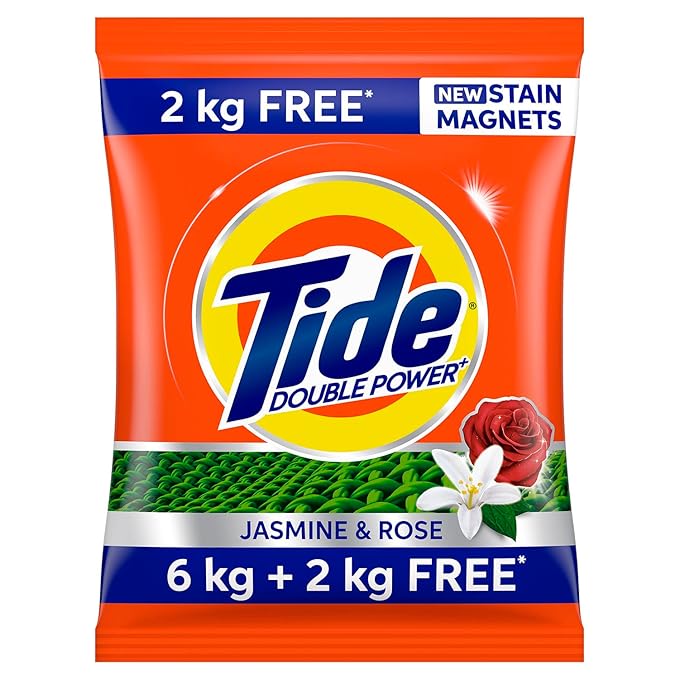 2 kg FREE*
NEW STAIN
MAGNETS
Tide®
DOUBLE POWER+
JASMINE & ROSE
6 kg + 2 kg FREE*